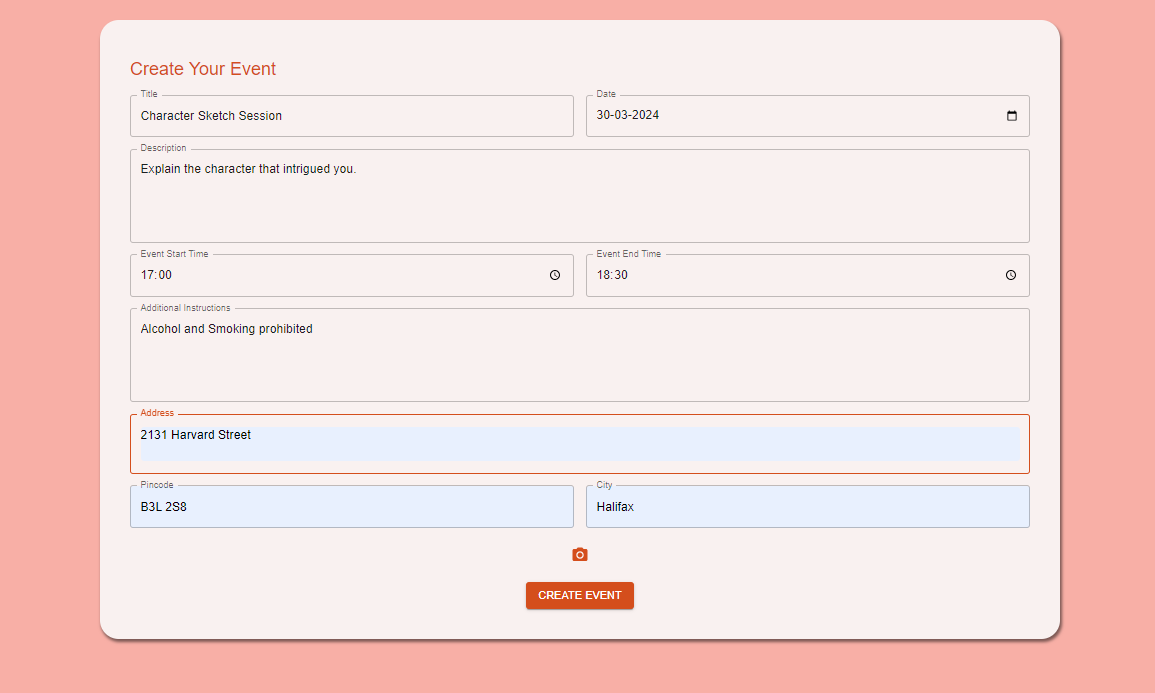 Create Your Event
Title
Character Sketch Session
Date
30-03-2024
Description
Explain the character that intrigued you.
Event Start Time
17:00
Event End Time
18:30
Additional Instructions
Alcohol and Smoking prohibited
Address
2131 Harvard Street
Pincode
B3L 2S8
City
Halifax
CREATE EVENT